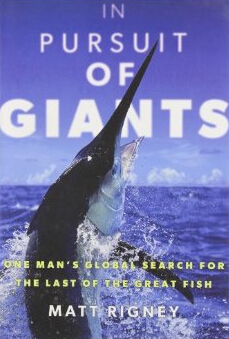 IN
PURSUIT
OF
GIANTS
ONE MAN'S GLOBAL SEARCH FOR
THE LAST OF THE GREAT FISH
MATT RIGNEY